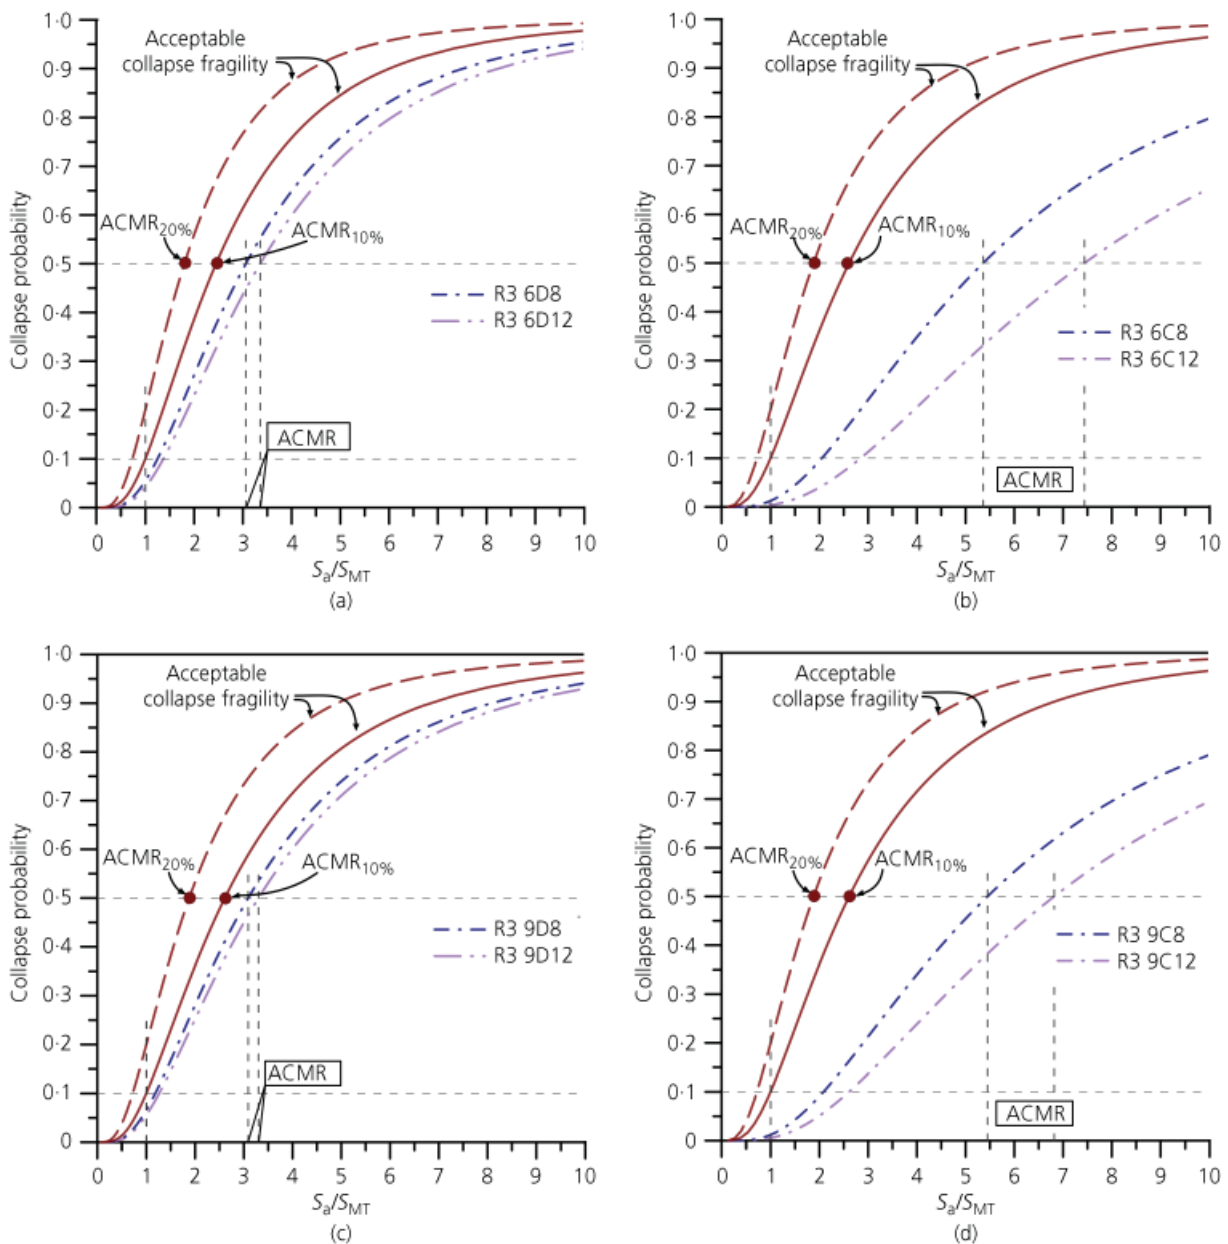 1·0
0·9
0·8
0·7
0·6
0·5
0·4
0·3
0·2
0·1
0
Collapse probability
Acceptable
collapse fragility
ACMR20%
ACMR10%
R3 6D8
R3 6D12
ACMR
0 1 2 3 4 5 6 7 8 9 10
Sa/SMT
(a)
1·0
0·9
0·8
0·7
0·6
0·5
0·4
0·3
0·2
0·1
0
Collapse probability
Acceptable
collapse fragility
ACMR20%
ACMR10%
R3 6C8
R3 6C12
ACMR
0 1 2 3 4 5 6 7 8 9 10
Sa/SMT
(b)
1·0
0·9
0·8
0·7
0·6
0·5
0·4
0·3
0·2
0·1
0
Collapse probability
Acceptable
collapse fragility
ACMR20%
ACMR10%
R3 9D8
R3 9D12
ACMR
0 1 2 3 4 5 6 7 8 9 10
Sa/SMT
(c)
1·0
0·9
0·8
0·7
0·6
0·5
0·4
0·3
0·2
0·1
0
Collapse probability
Acceptable
collapse fragility
ACMR20%
ACMR10%
R3 9C8
R3 9C12
ACMR
0 1 2 3 4 5 6 7 8 9 10
Sa/SMT
(d)